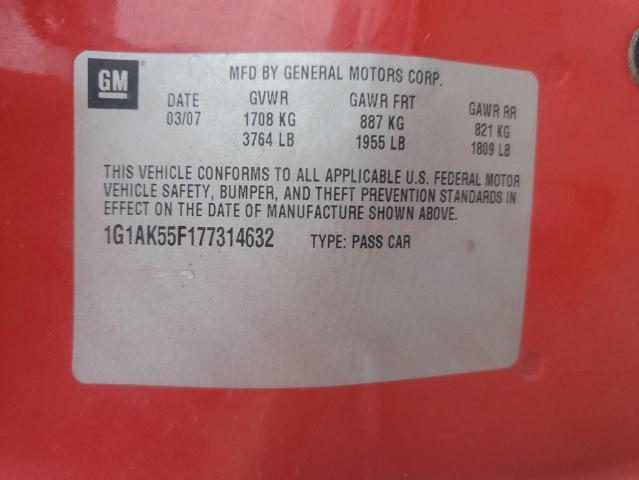 GM
MFD BY GENERAL MOTORS CORP.
DATE GVWR GAWR FRT GAWR RR
03/07 1708 KG 887 KG 821 KG
3764 LB 1955 LB 1809 LB
THIS VEHICLE CONFORMS TO ALL APPLICABLE U.S. FEDERAL MOTOR
VEHICLE SAFETY, BUMPER, AND THEFT PREVENTION STANDARDS IN
EFFECT ON THE DATE OF MANUFACTURE SHOWN ABOVE.
1G1AK55F177314632 TYPE: PASS CAR